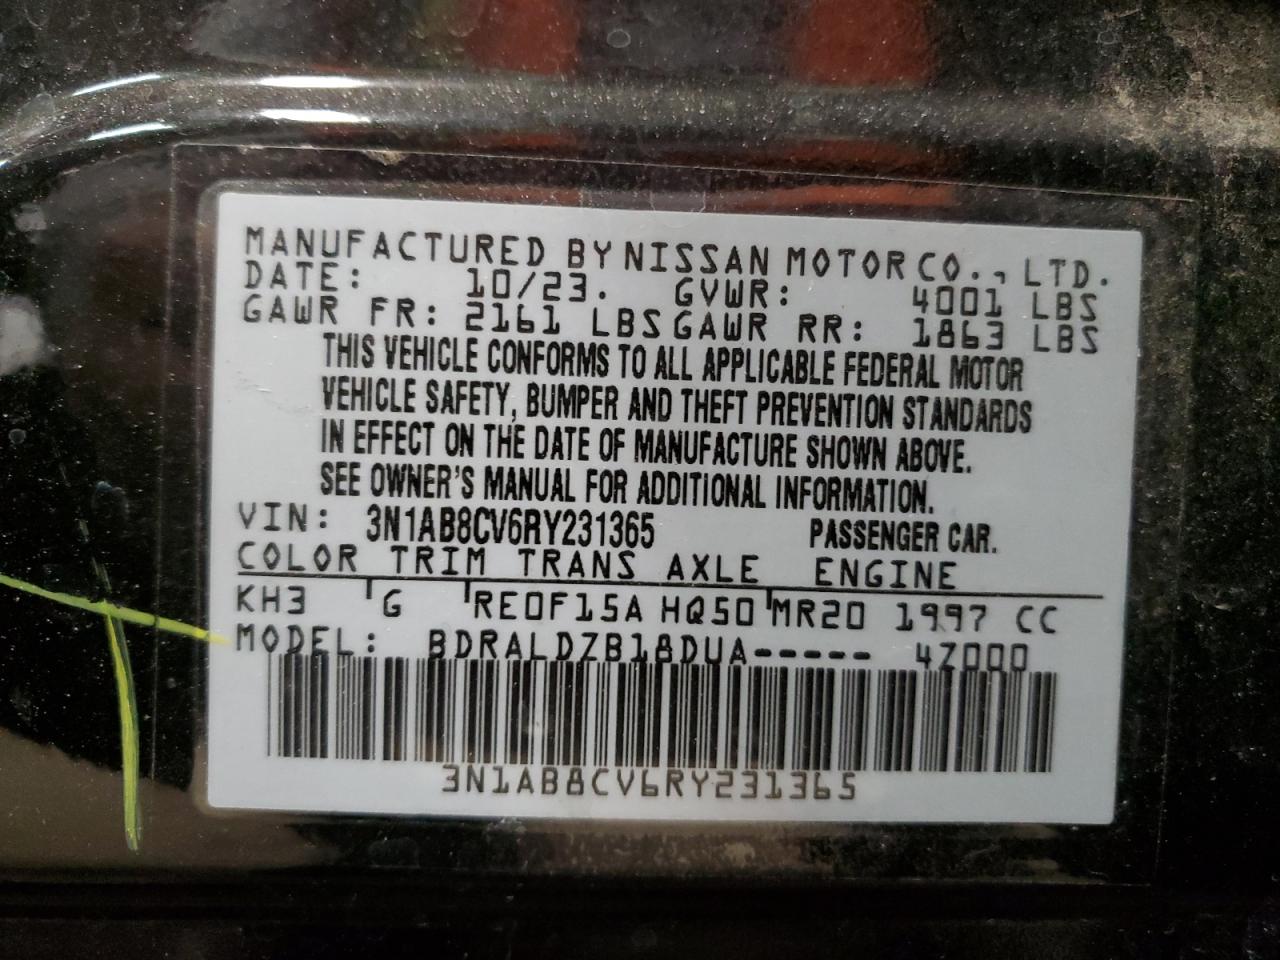 MANUFACTURED BY NISSAN MOTOR CO., LTD.
DATE: 10/23. GVWR: 4001 LBS
GAWR FR: 2161 LBS GAWR RR: 1863 LBS
THIS VEHICLE CONFORMS TO ALL APPLICABLE FEDERAL MOTOR
VEHICLE SAFETY, BUMPER AND THEFT PREVENTION STANDARDS
IN EFFECT ON THE DATE OF MANUFACTURE SHOWN ABOVE.
SEE OWNER'S MANUAL FOR ADDITIONAL INFORMATION.
VIN: 3N1AB8CV6RY231365 PASSENGER CAR.
COLOR TRIM TRANS AXLE ENGINE
KH3 G RE0F15A HQ50 MR20 1997 CC
MODEL: BDRALDZB18DUA----- 4Z000
3N1AB8CV6RY231365